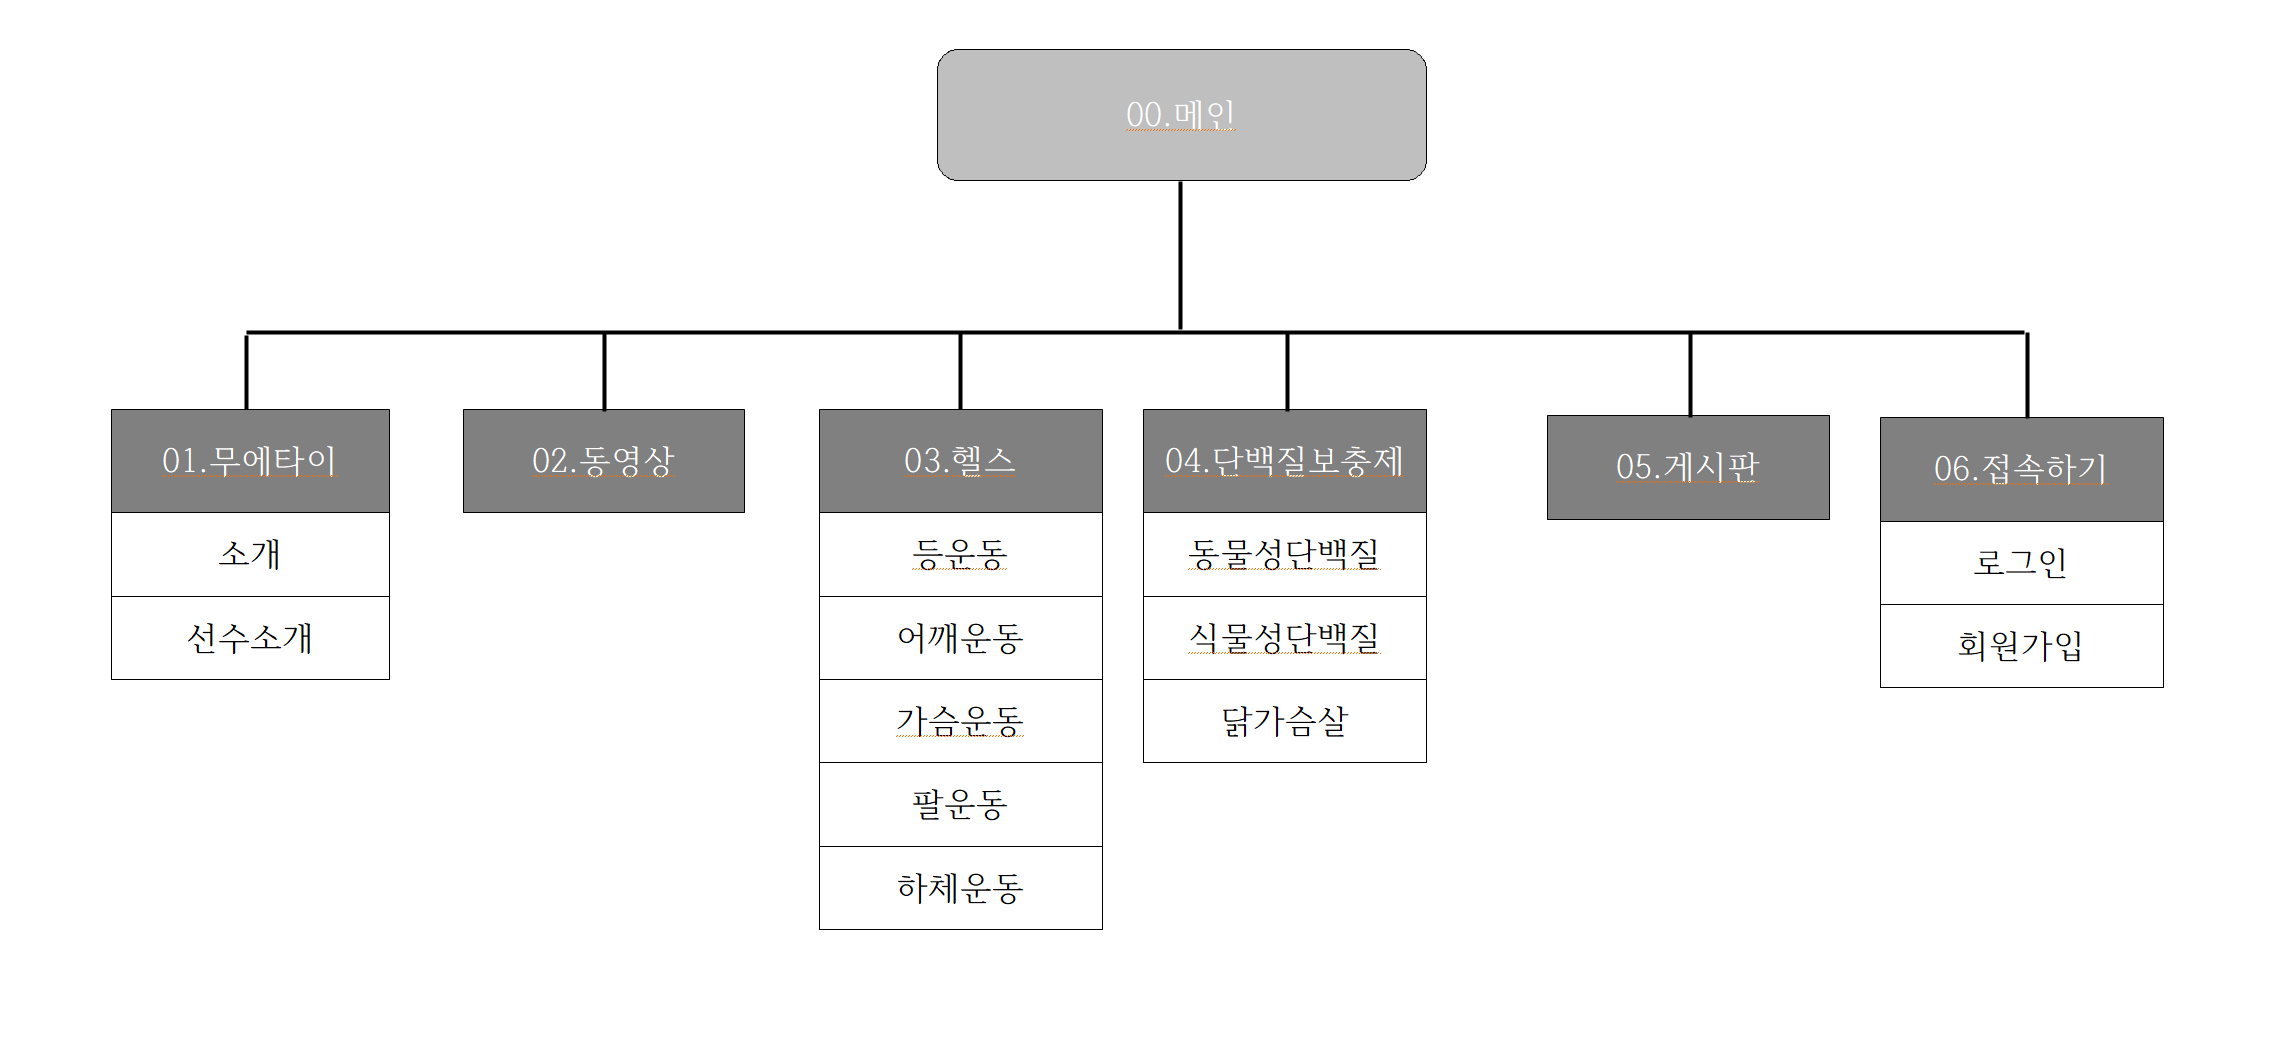 00.메인
01.무에타이
소개
선수소개
02.동영상
03.헬스
등운동
어깨운동
가슴운동
팔운동
하체운동
04.단백질보충제
동물성단백질
식물성단백질
닭가슴살
05.게시판
06.접속하기
로그인
회원가입